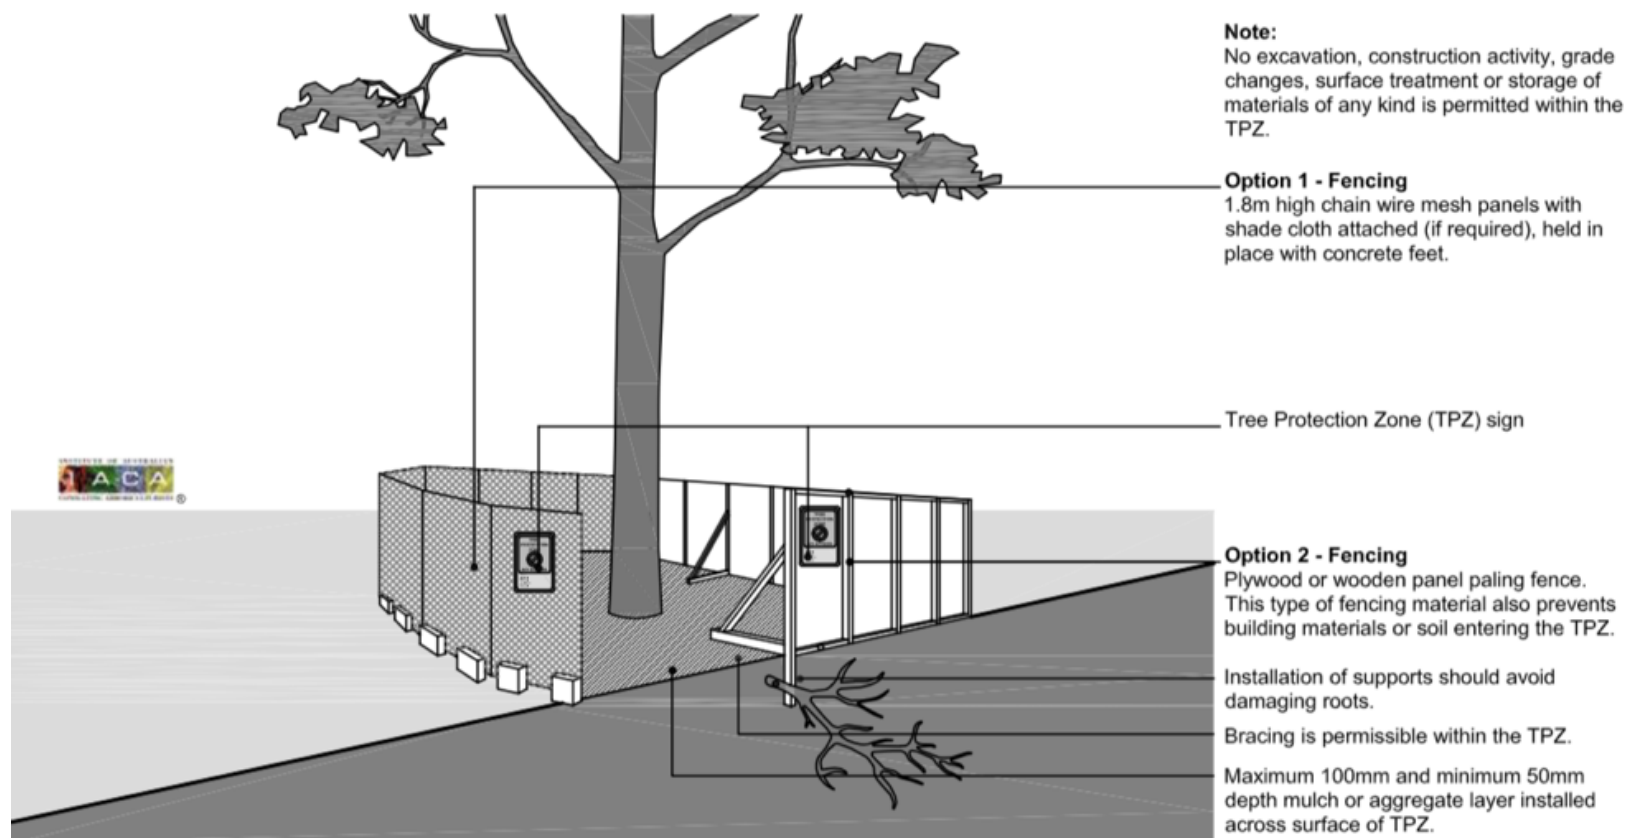 Note:
No excavation, construction activity, grade
changes, surface treatment or storage of
materials of any kind is permitted within the
TPZ.
Option 1 - Fencing
1.8m high chain wire mesh panels with
shade cloth attached (if required), held in
place with concrete feet.
Tree Protection Zone (TPZ) sign
INSTITUTE OF AUSTRALIAN
IACA
CONSULTING ARBORICULTURISTS ®
Option 2 - Fencing
Plywood or wooden panel paling fence.
This type of fencing material also prevents
building materials or soil entering the TPZ.
Installation of supports should avoid
damaging roots.
Bracing is permissible within the TPZ.
Maximum 100mm and minimum 50mm
depth mulch or aggregate layer installed
across surface of TPZ.